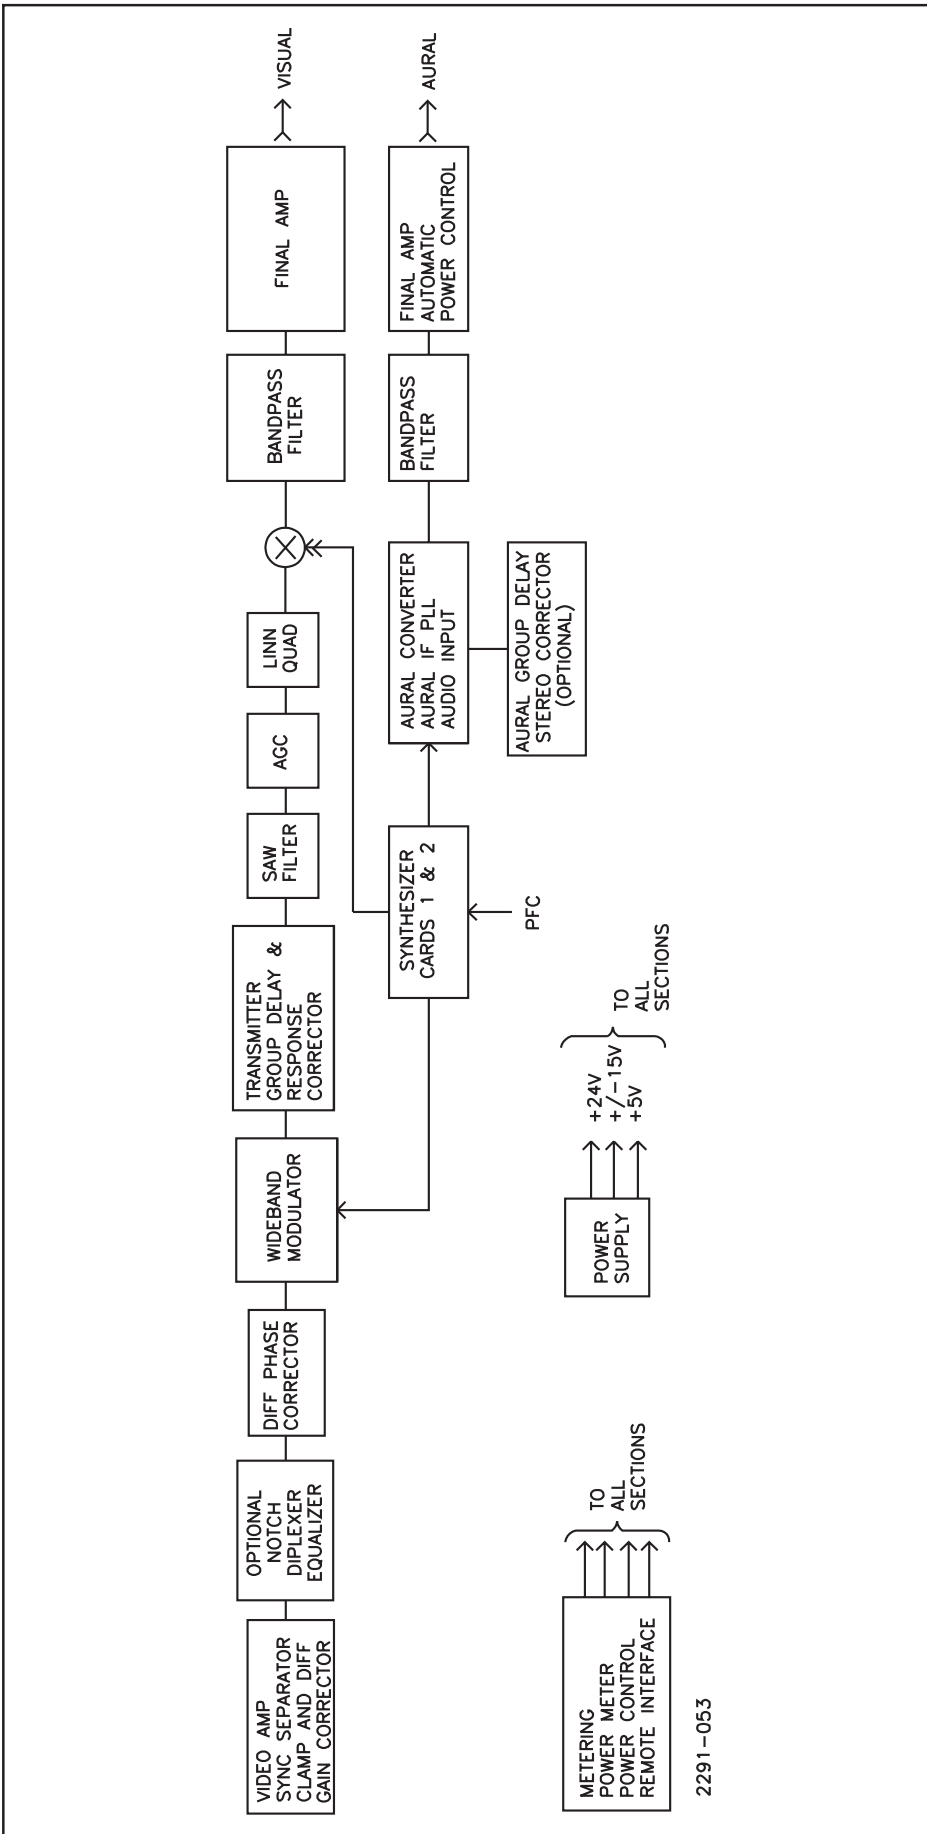 VIDEO AMP
SYNC SEPARATOR
CLAMP AND DIFF
GAIN CORRECTOR
OPTIONAL
NOTCH
DIPLEXER
EQUALIZER
DIFF PHASE
CORRECTOR
WIDEBAND
MODULATOR
TRANSMITTER
GROUP DELAY &
RESPONSE
CORRECTOR
SAW
FILTER
AGC
LINN
QUAD
BANDPASS
FILTER
FINAL AMP
VISUAL
SYNTHESIZER
CARDS 1 & 2
PFC
AURAL CONVERTER
AURAL IF PLL
AUDIO INPUT
BANDPASS
FILTER
FINAL AMP
AUTOMATIC
POWER CONTROL
AURAL
AURAL GROUP DELAY
STEREO CORRECTOR
(OPTIONAL)
METERING
POWER METER
POWER CONTROL
REMOTE INTERFACE
TO
ALL
SECTIONS
POWER
SUPPLY
+24V
+/-15V
+5V
TO
ALL
SECTIONS
2291-053